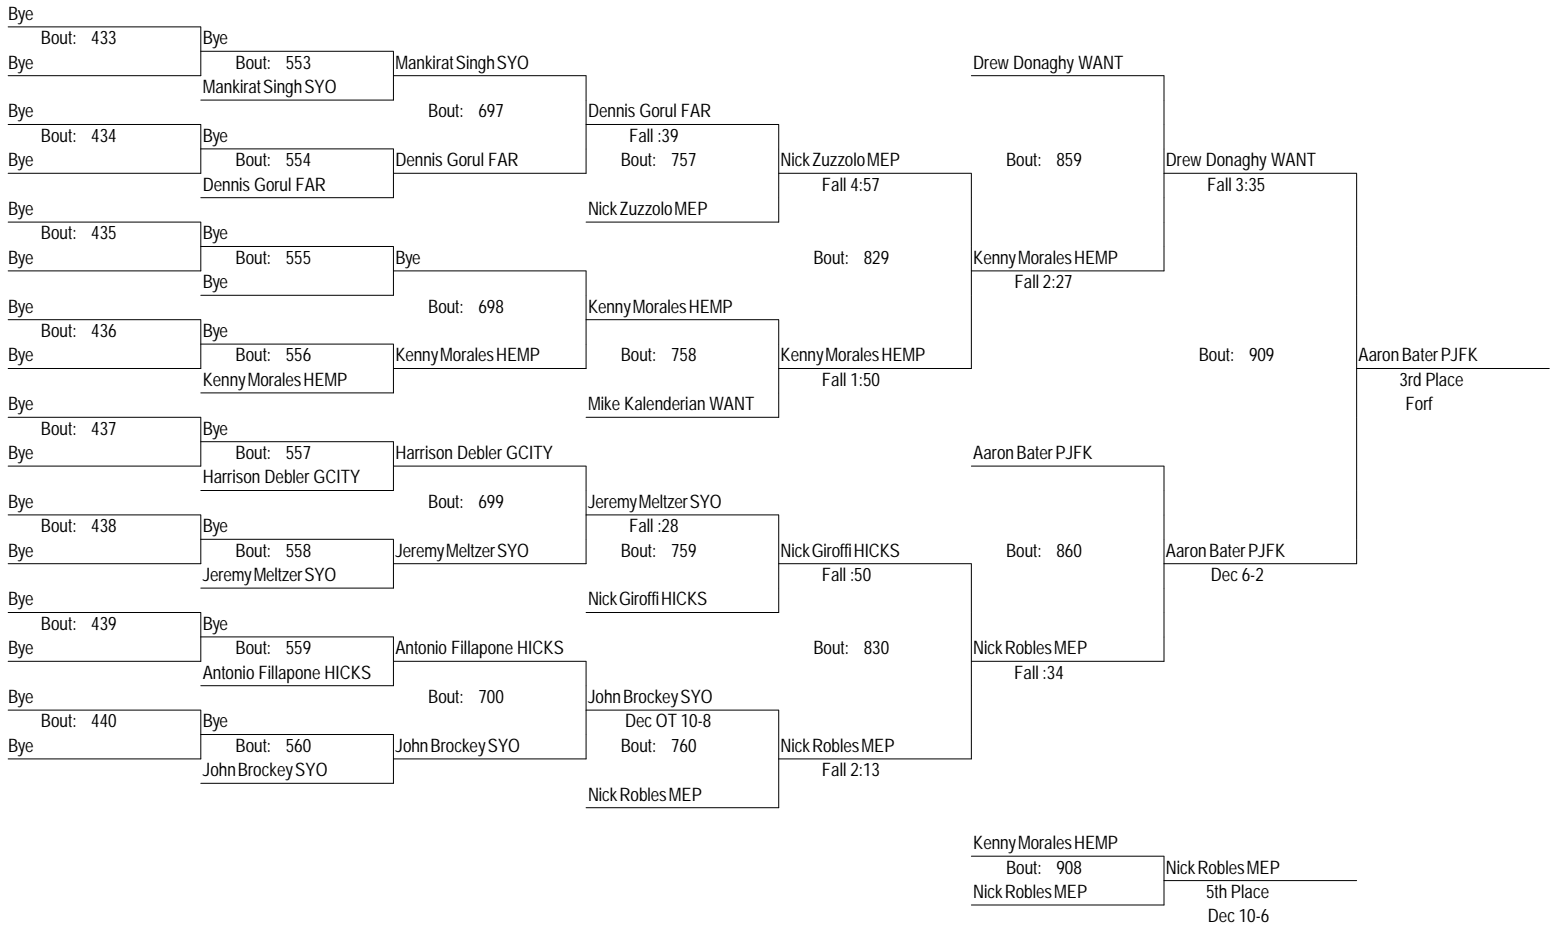 Bye
Bout: 433
Bye
Bye
Bout: 553
Mankirat Singh SYO
Bye
Bout: 434
Bye
Bye
Bout: 554
Dennis Gorul FAR
Bye
Bout: 435
Bye
Bye
Bout: 555
Bye
Bye
Bout: 436
Bye
Bye
Bout: 556
Kenny Morales HEMP
Bye
Bout: 437
Bye
Bye
Bout: 557
Harrison Debler GCITY
Bye
Bout: 438
Bye
Bye
Bout: 558
Jeremy Meltzer SYO
Bye
Bout: 439
Bye
Bye
Bout: 559
Antonio Fillapone HICKS
Bye
Bout: 440
Bye
Bye
Bout: 560
John Brockey SYO
Mankirat Singh SYO
Bout: 697
Dennis Gorul FAR
Bye
Bout: 698
Kenny Morales HEMP
Harrison Debler GCITY
Bout: 699
Jeremy Meltzer SYO
Antonio Fillapone HICKS
Bout: 700
John Brockey SYO
Dennis Gorul FAR
Fall :39
Bout: 757
Nick Zuzzolo MEP
Kenny Morales HEMP
Bout: 758
Mike Kalenderian WANT
Jeremy Meltzer SYO
Fall :28
Bout: 759
Nick Giroffi HICKS
John Brockey SYO
Dec OT 10-8
Bout: 760
Nick Robles MEP
Nick Zuzzolo MEP
Fall 4:57
Bout: 829
Kenny Morales HEMP
Fall 1:50
Nick Giroffi HICKS
Fall :50
Bout: 830
Nick Robles MEP
Fall 2:13
Drew Donaghy WANT
Bout: 859
Kenny Morales HEMP
Fall 2:27
Aaron Bater PJFK
Bout: 860
Nick Robles MEP
Fall :34
Drew Donaghy WANT
Fall 3:35
Bout: 909
Aaron Bater PJFK
Dec 6-2
Aaron Bater PJFK
3rd Place
Forf
Kenny Morales HEMP
Bout: 908
Nick Robles MEP
Nick Robles MEP
5th Place
Dec 10-6